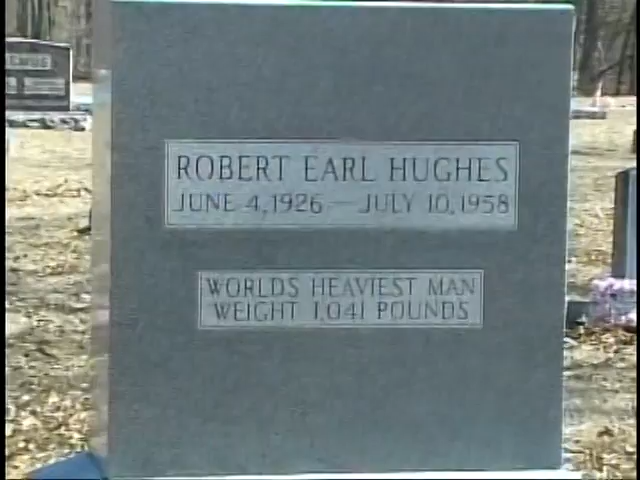 ROBERT EARL HUGHES
JUNE 4, 1926 — JULY 10, 1958
WORLDS HEAVIEST MAN
WEIGHT 1,041 POUNDS